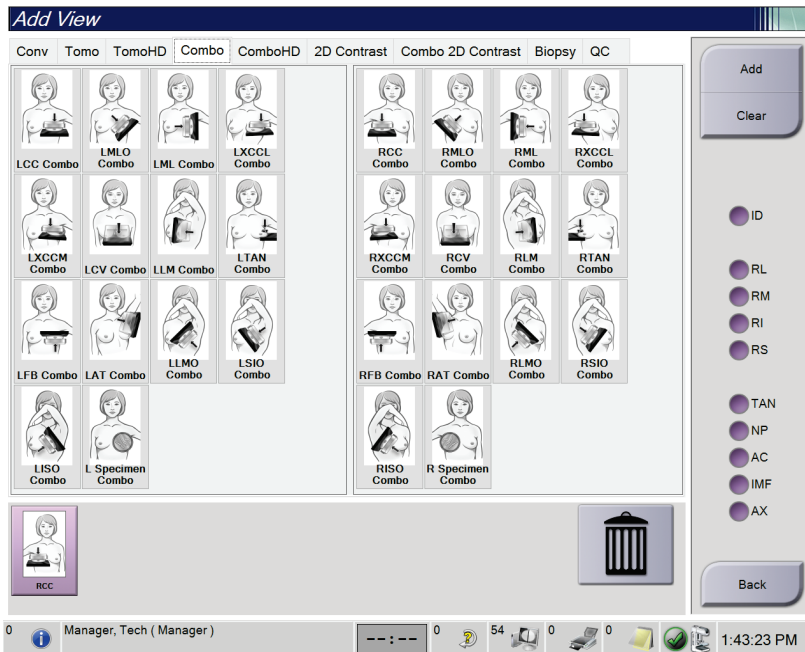 Add View
Conv Tomo TomoHD Combo ComboHD 2D Contrast Combo 2D Contrast Biopsy QC
Add
Clear
LCC Combo
LMLO
Combo
LML Combo
LXCCL
Combo
RCC
Combo
RMLO
Combo
RML
Combo
RXCCL
Combo
LXCCM
Combo
LCV Combo
LLM Combo
LTAN
Combo
RXCCM
Combo
RCV
Combo
RLM
Combo
RTAN
Combo
LFB Combo
LAT Combo
LLMO
Combo
LSIO
Combo
RFB Combo
RAT Combo
RLMO
Combo
RSIO
Combo
LISO
Combo
L Specimen
Combo
RISO
Combo
R Specimen
Combo
ID
RL
RM
RI
RS
TAN
NP
AC
IMF
AX
RCC
Back
0 Manager, Tech ( Manager ) --:-- 0 54 0 0 1:43:23 PM